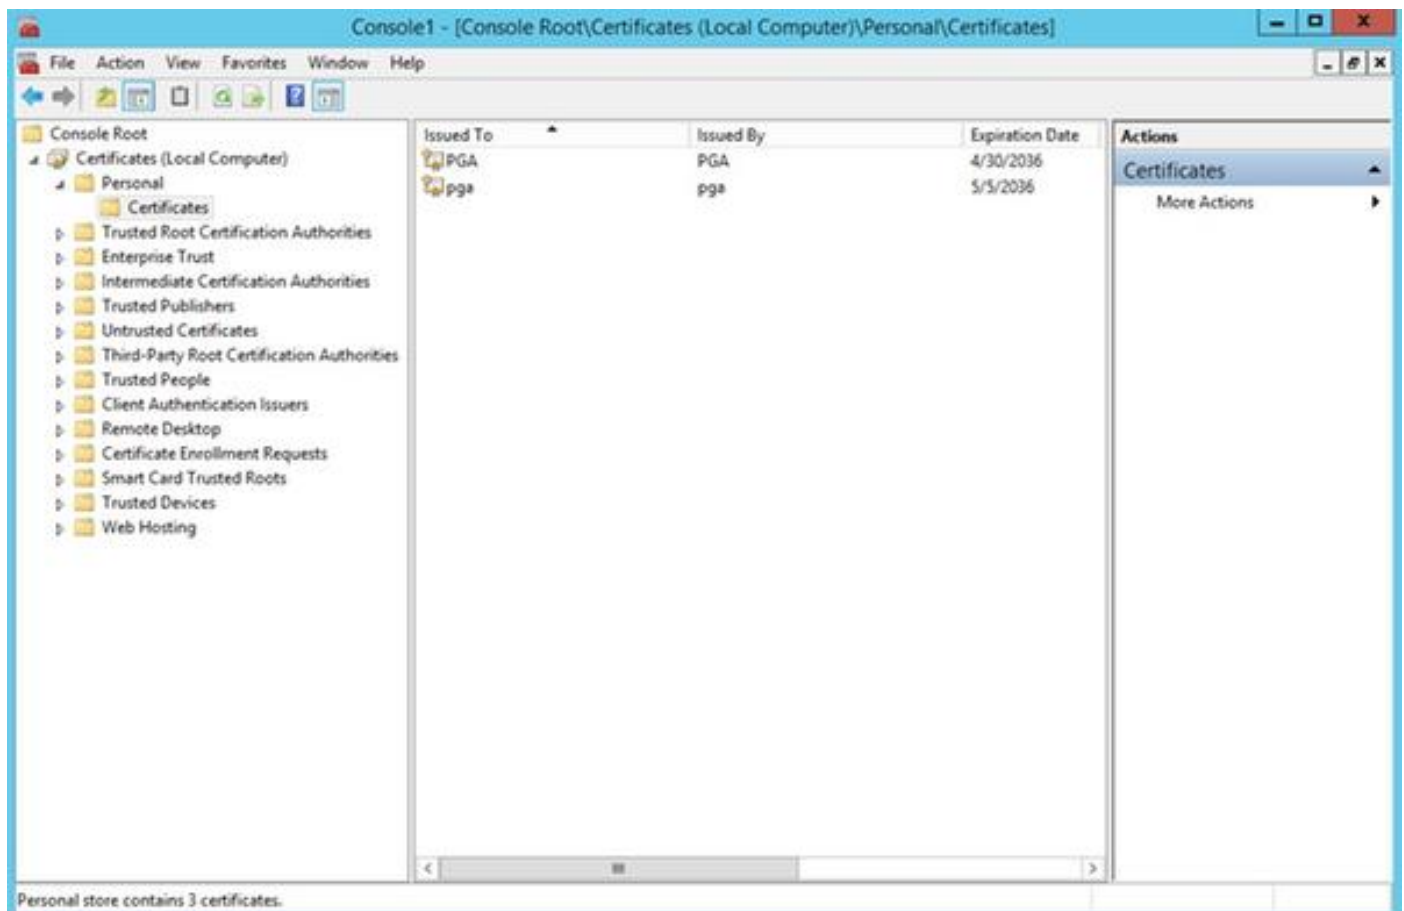 Console1 - [Console Root\Certificates (Local Computer)\Personal\Certificates]
File Action View Favorites Window Help
Console Root
Certificates (Local Computer)
Personal
Certificates
Trusted Root Certification Authorities
Enterprise Trust
Intermediate Certification Authorities
Trusted Publishers
Untrusted Certificates
Third-Party Root Certification Authorities
Trusted People
Client Authentication Issuers
Remote Desktop
Certificate Enrollment Requests
Smart Card Trusted Roots
Trusted Devices
Web Hosting
Issued To Issued By Expiration Date
PGA PGA 4/30/2036
pga pga 5/5/2036
Actions
Certificates
More Actions
Personal store contains 3 certificates.